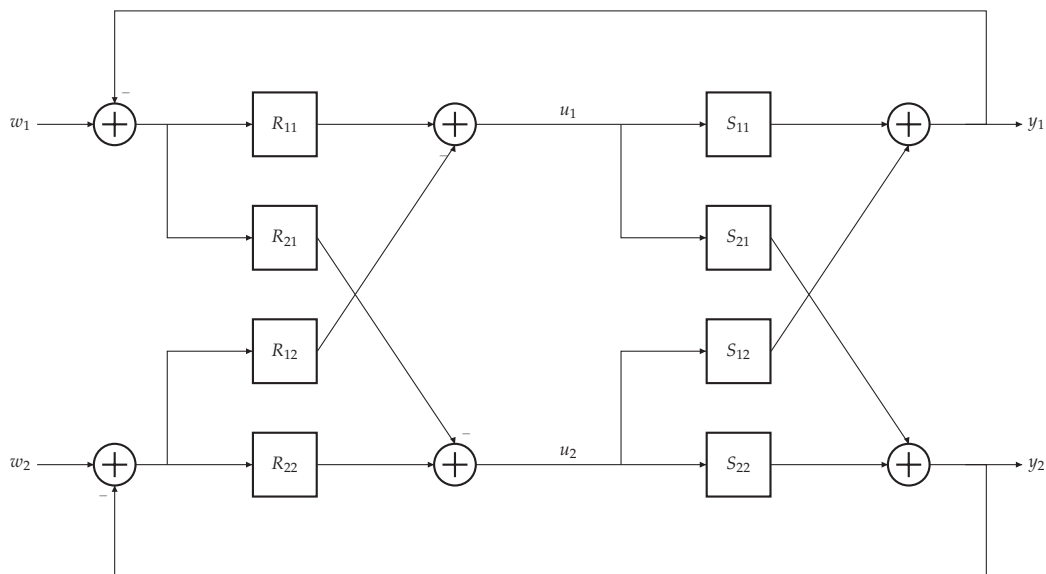 −
w₁
R₁₁
−
u₁
S₁₁
y₁
R₂₁
S₂₁
R₁₂
S₁₂
−
w₂
R₂₂
u₂
S₂₂
y₂
−